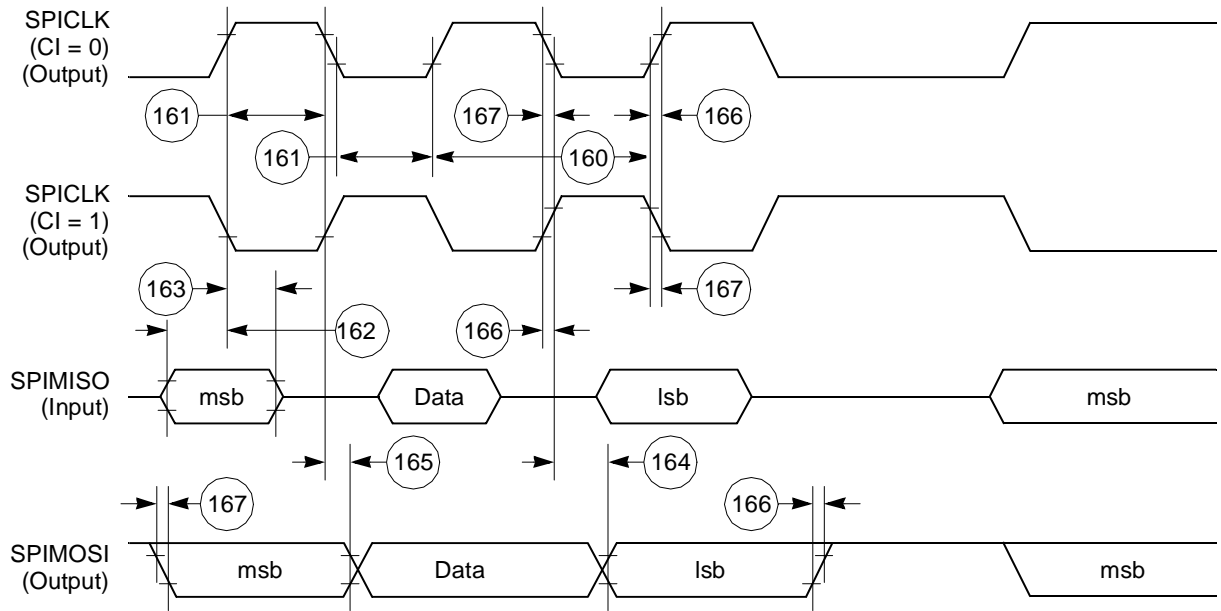 SPICLK
(CI = 0)
(Output)
161
167
166
161
160
SPICLK
(CI = 1)
(Output)
163
167
162
166
SPIMISO
(Input)
msb
Data
lsb
msb
165
164
167
166
SPIMOSI
(Output)
msb
Data
lsb
msb